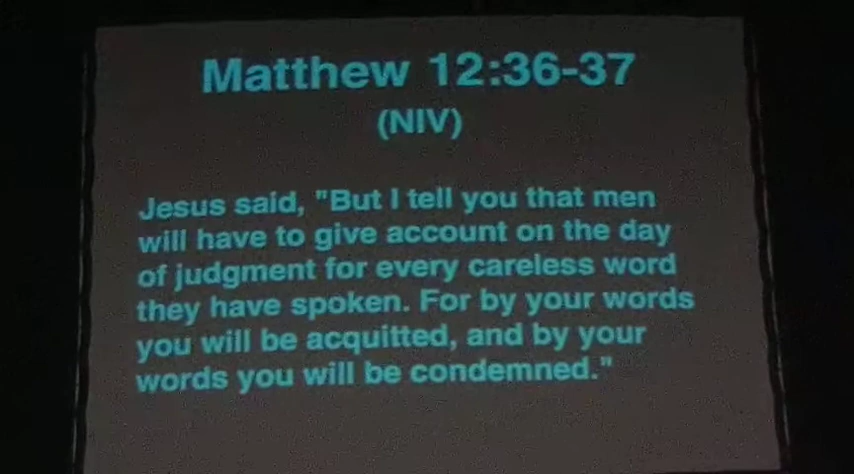 Matthew 12:36-37
(NIV)
Jesus said, "But I tell you that men
will have to give account on the day
of judgment for every careless word
they have spoken. For by your words
you will be acquitted, and by your
words you will be condemned."